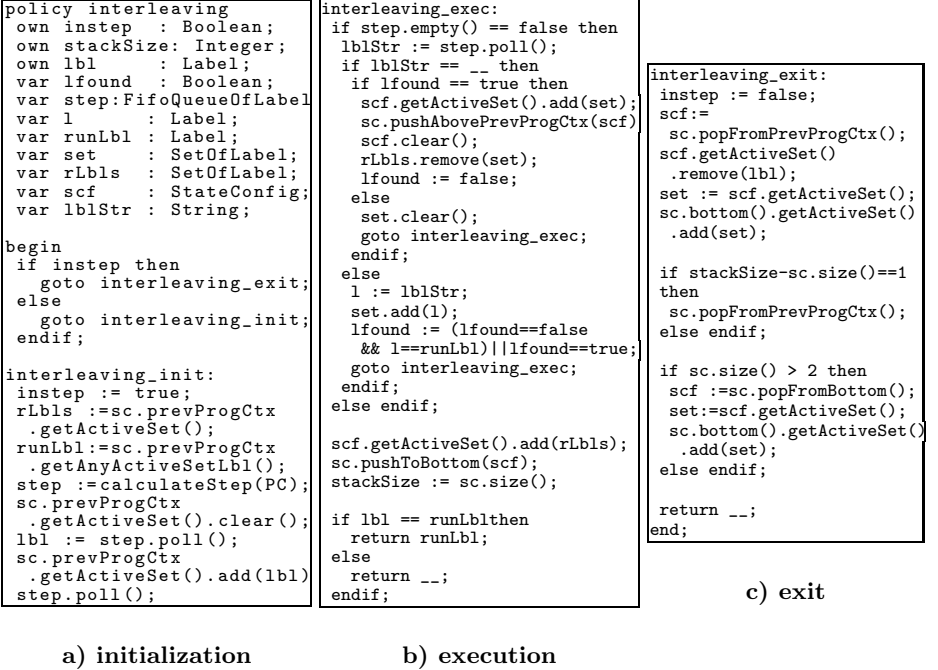 policy interleaving
own instep : Boolean;
own stackSize: Integer;
own lbl : Label;
var lfound : Boolean;
var step:FifoQueueOfLabel
var l : Label;
var runLbl : Label;
var set : SetOfLabel;
var rLbls : SetOfLabel;
var scf : StateConfig;
var lblStr : String;
begin
if instep then
goto interleaving_exit;
else
goto interleaving_init;
endif;
interleaving_init:
instep := true;
rLbls :=sc.prevProgCtx
.getActiveSet();
runLbl:=sc.prevProgCtx
.getAnyActiveSetLbl();
step :=calculateStep(PC);
sc.prevProgCtx
.getActiveSet().clear();
lbl := step.poll();
sc.prevProgCtx
.getActiveSet().add(lbl)
step.poll();
a) initialization
interleaving_exec:
if step.empty() == false then
lblStr := step.poll();
if lblStr == __ then
if lfound == true then
scf.getActiveSet().add(set);
sc.pushAbovePrevProgCtx(scf)
scf.clear();
rLbls.remove(set);
lfound := false;
else
set.clear();
goto interleaving_exec;
endif;
else
l := lblStr;
set.add(l);
lfound := (lfound==false
&& l==runLbl)||lfound==true;
goto interleaving_exec;
endif;
else endif;
scf.getActiveSet().add(rLbls);
sc.pushToBottom(scf);
stackSize := sc.size();
if lbl == runLblthen
return runLbl;
else
return __;
endif;
b) execution
interleaving_exit:
instep := false;
scf:=
sc.popFromPrevProgCtx();
scf.getActiveSet()
.remove(lbl);
set := scf.getActiveSet();
sc.bottom().getActiveSet()
.add(set);
if stackSize-sc.size()==1
then
sc.popFromPrevProgCtx();
else endif;
if sc.size() > 2 then
scf :=sc.popFromBottom();
set:=scf.getActiveSet();
sc.bottom().getActiveSet()
.add(set);
else endif;
return __;
end;
c) exit